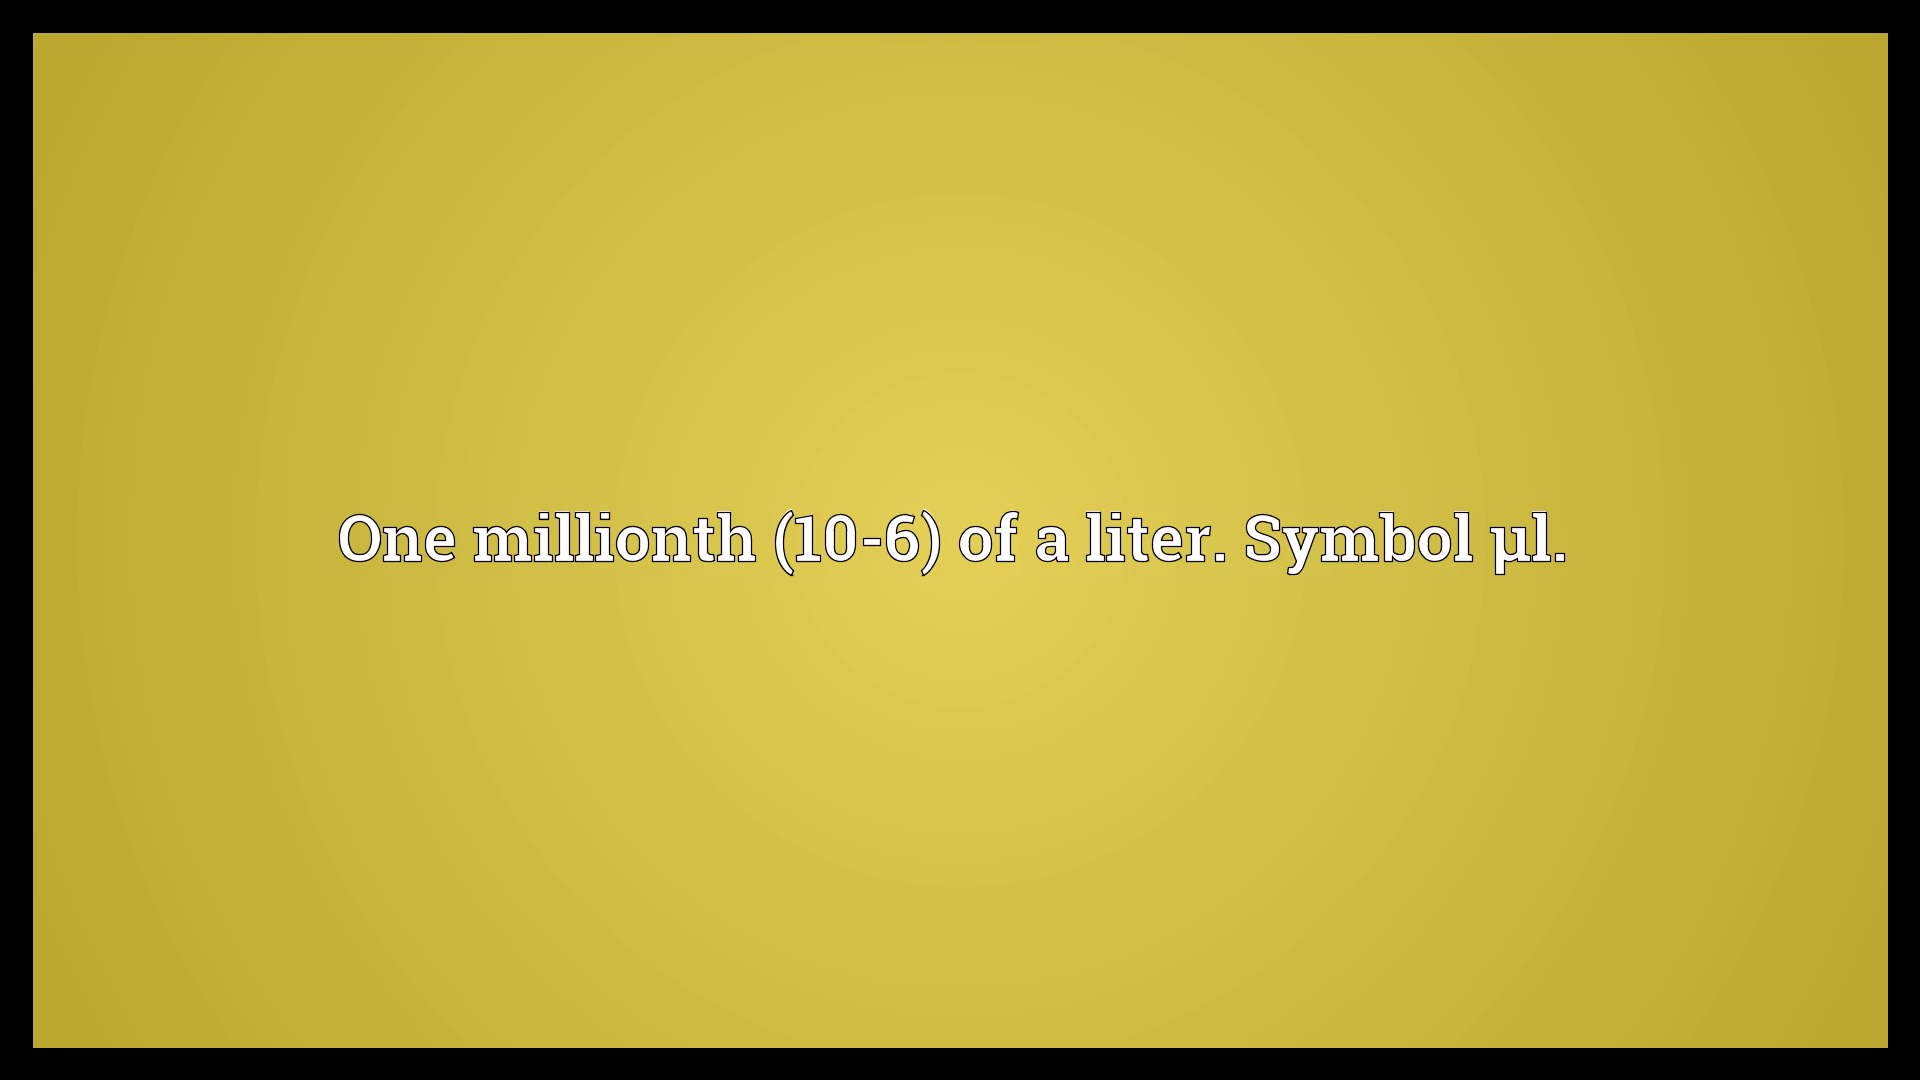 One millionth (10-6) of a liter. Symbol µl.